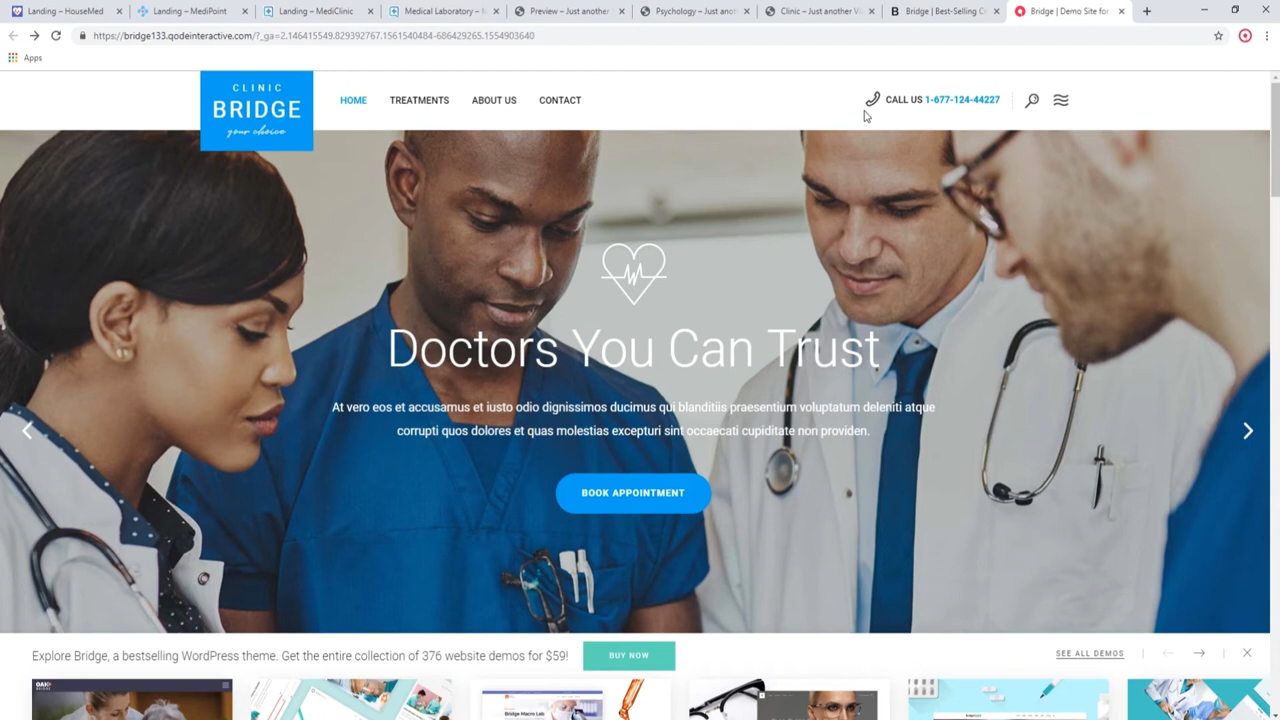 Landing – HouseMed
Landing – MediPoint
Landing – MediClinic
Medical Laboratory –
Preview – Just another
Psychology – Just ano
Clinic – Just another
Bridge | Best-Selling
Bridge | Demo Site for
https://bridge133.qodeinteractive.com/?_ga=2.146415549.829392767.1561540484-686429265.1554903640
Apps
CLINIC
BRIDGE
your choice
HOME
TREATMENTS
ABOUT US
CONTACT
CALL US 1-677-124-44227
Doctors You Can Trust
At vero eos et accusamus et iusto odio dignissimos ducimus qui blanditiis praesentium voluptatum deleniti atque
corrupti quos dolores et quas molestias excepturi sint occaecati cupiditate non providen.
BOOK APPOINTMENT
Explore Bridge, a bestselling WordPress theme. Get the entire collection of 376 website demos for $59!
BUY NOW
SEE ALL DEMOS
Bridge Macro Lab